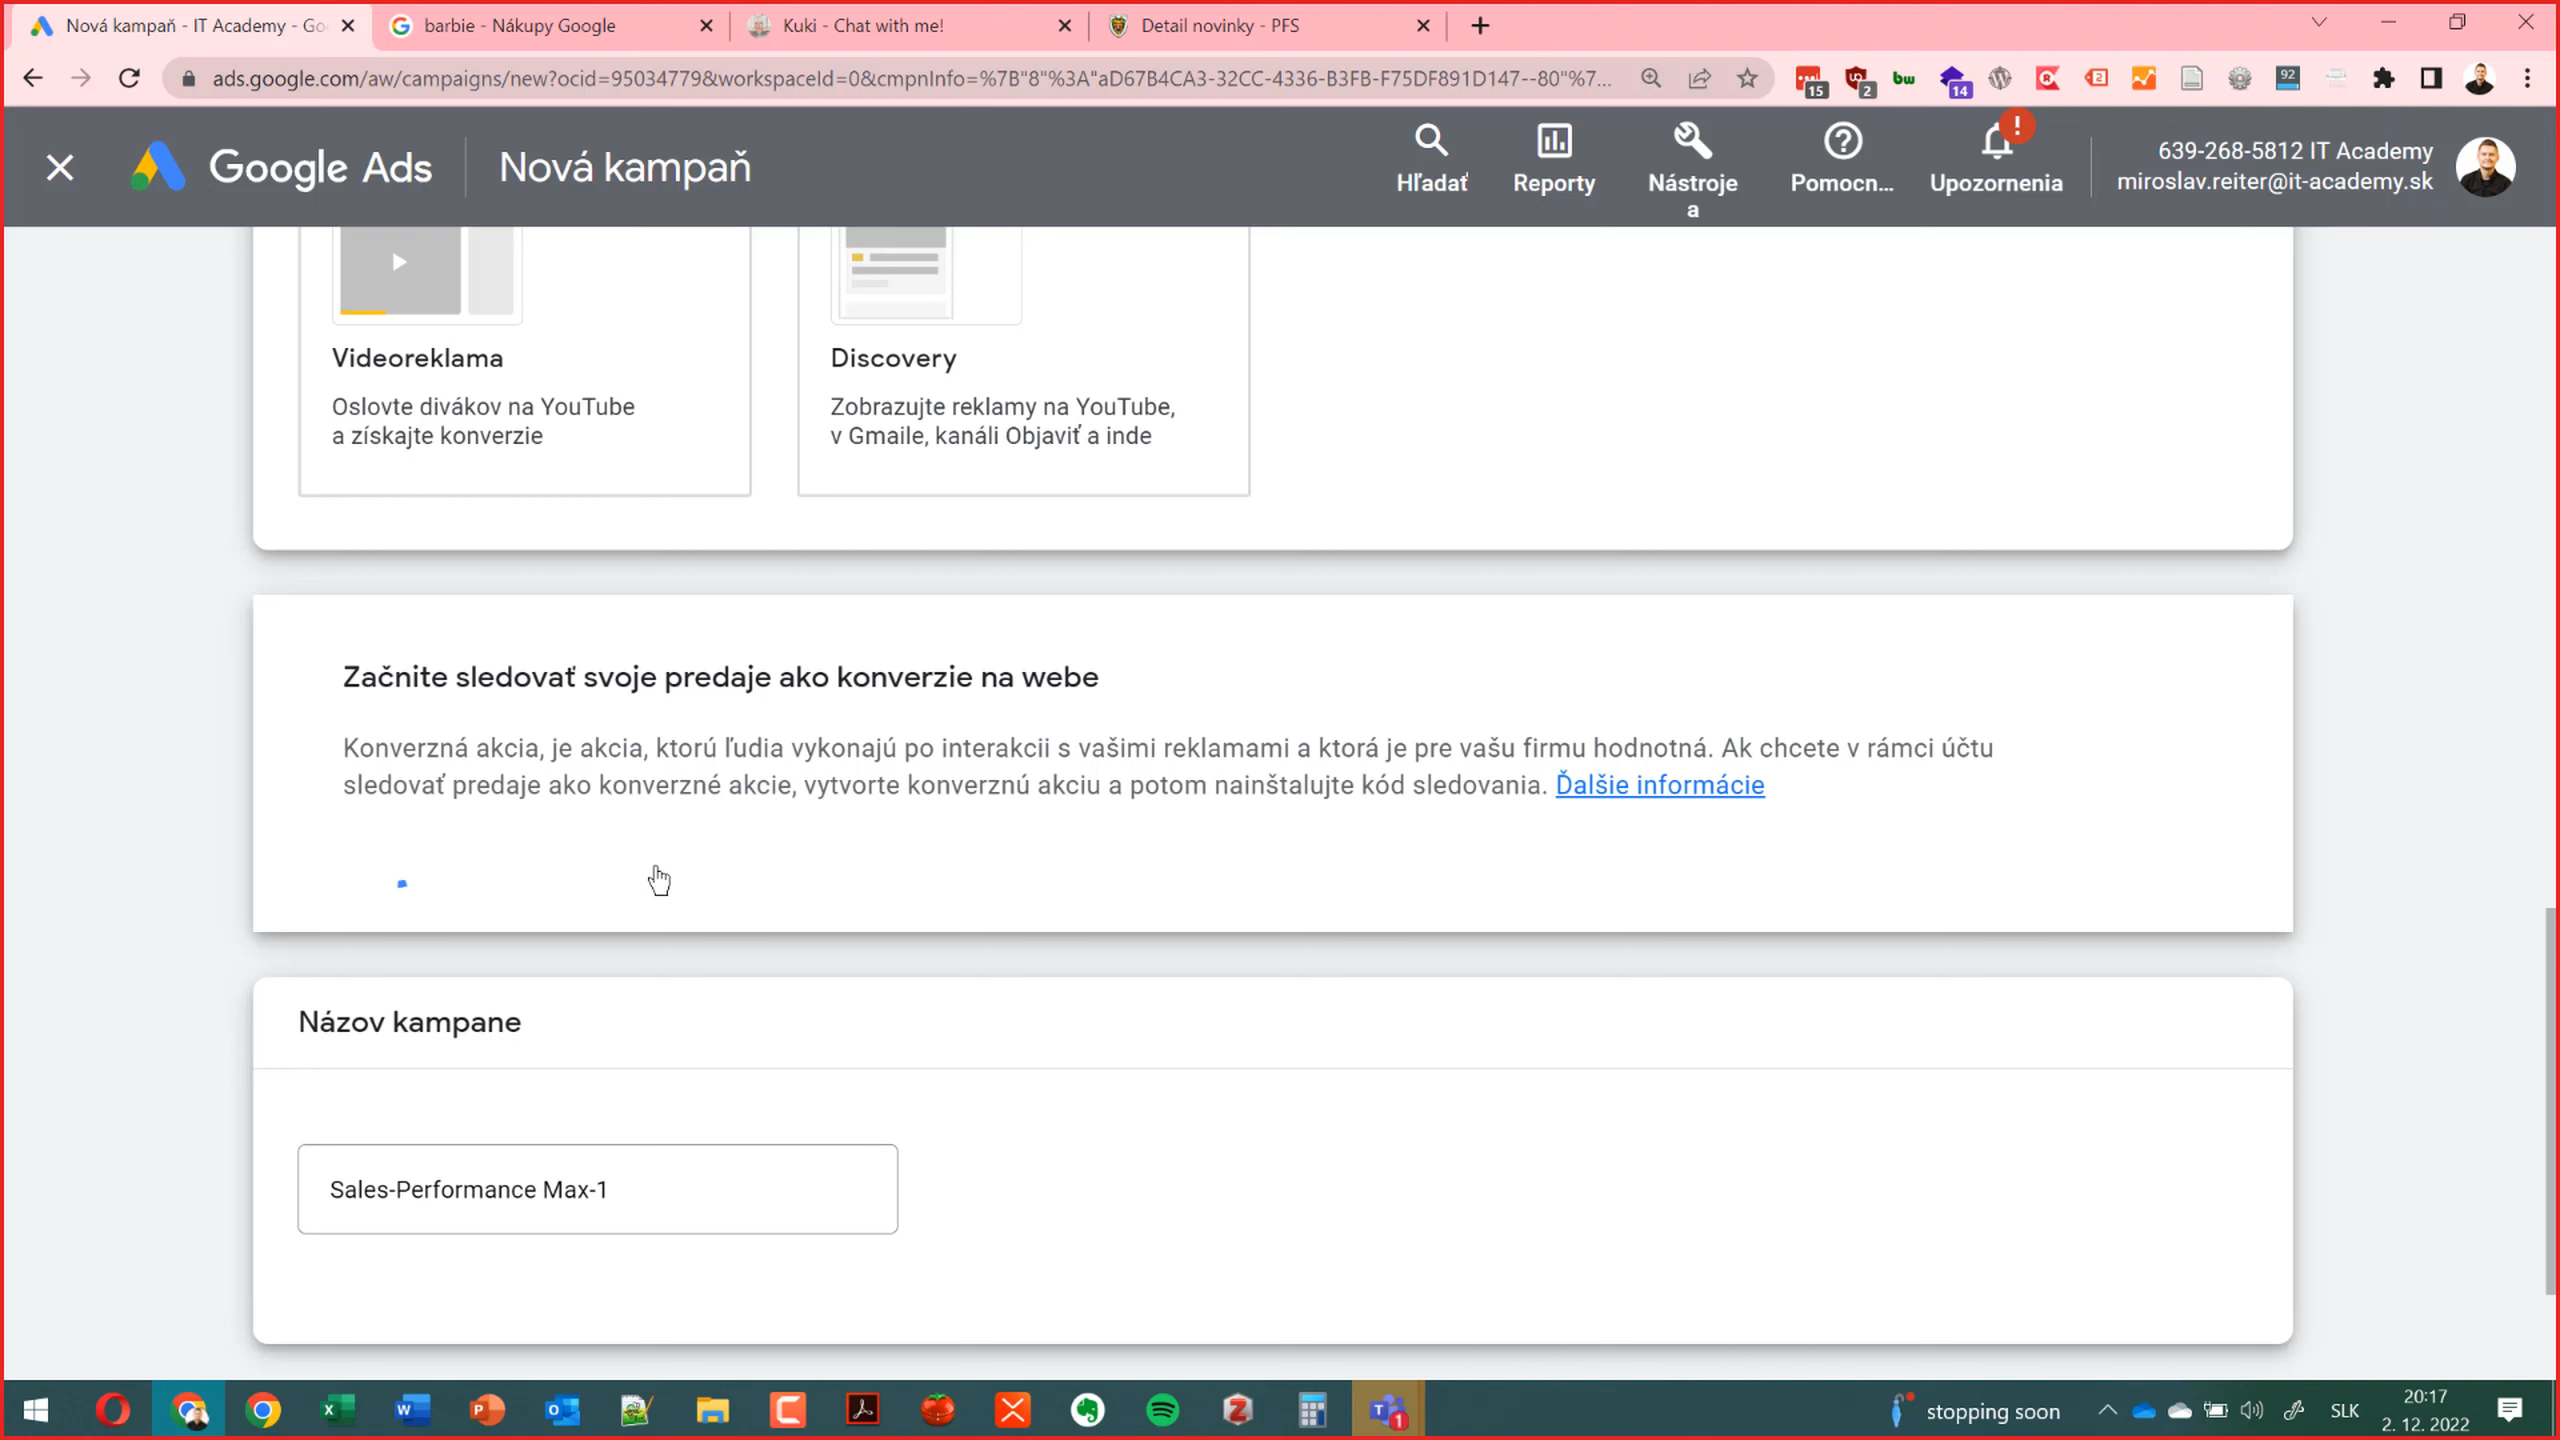 Nová kampaň - IT Academy - Go
barbie - Nákupy Google
Kuki - Chat with me!
Detail novinky - PFS
ads.google.com/aw/campaigns/new?ocid=95034779&workspaceId=0&cmpnInfo=%7B"8"%3A"aD67B4CA3-32CC-4336-B3FB-F75DF891D147--80"%7...
15
2
bw
14
2
92
Google Ads
Nová kampaň
Hľadať
Reporty
Nástroje
a
Pomocn...
!
Upozornenia
639-268-5812 IT Academy
miroslav.reiter@it-academy.sk
Videoreklama
Oslovte divákov na YouTube
a získajte konverzie
Discovery
Zobrazujte reklamy na YouTube,
v Gmaile, kanáli Objaviť a inde
Začnite sledovať svoje predaje ako konverzie na webe
Konverzná akcia, je akcia, ktorú ľudia vykonajú po interakcii s vašimi reklamami a ktorá je pre vašu firmu hodnotná. Ak chcete v rámci účtu
sledovať predaje ako konverzné akcie, vytvorte konverznú akciu a potom nainštalujte kód sledovania. Ďalšie informácie
Názov kampane
Sales-Performance Max-1
stopping soon
SLK
20:17
2. 12. 2022